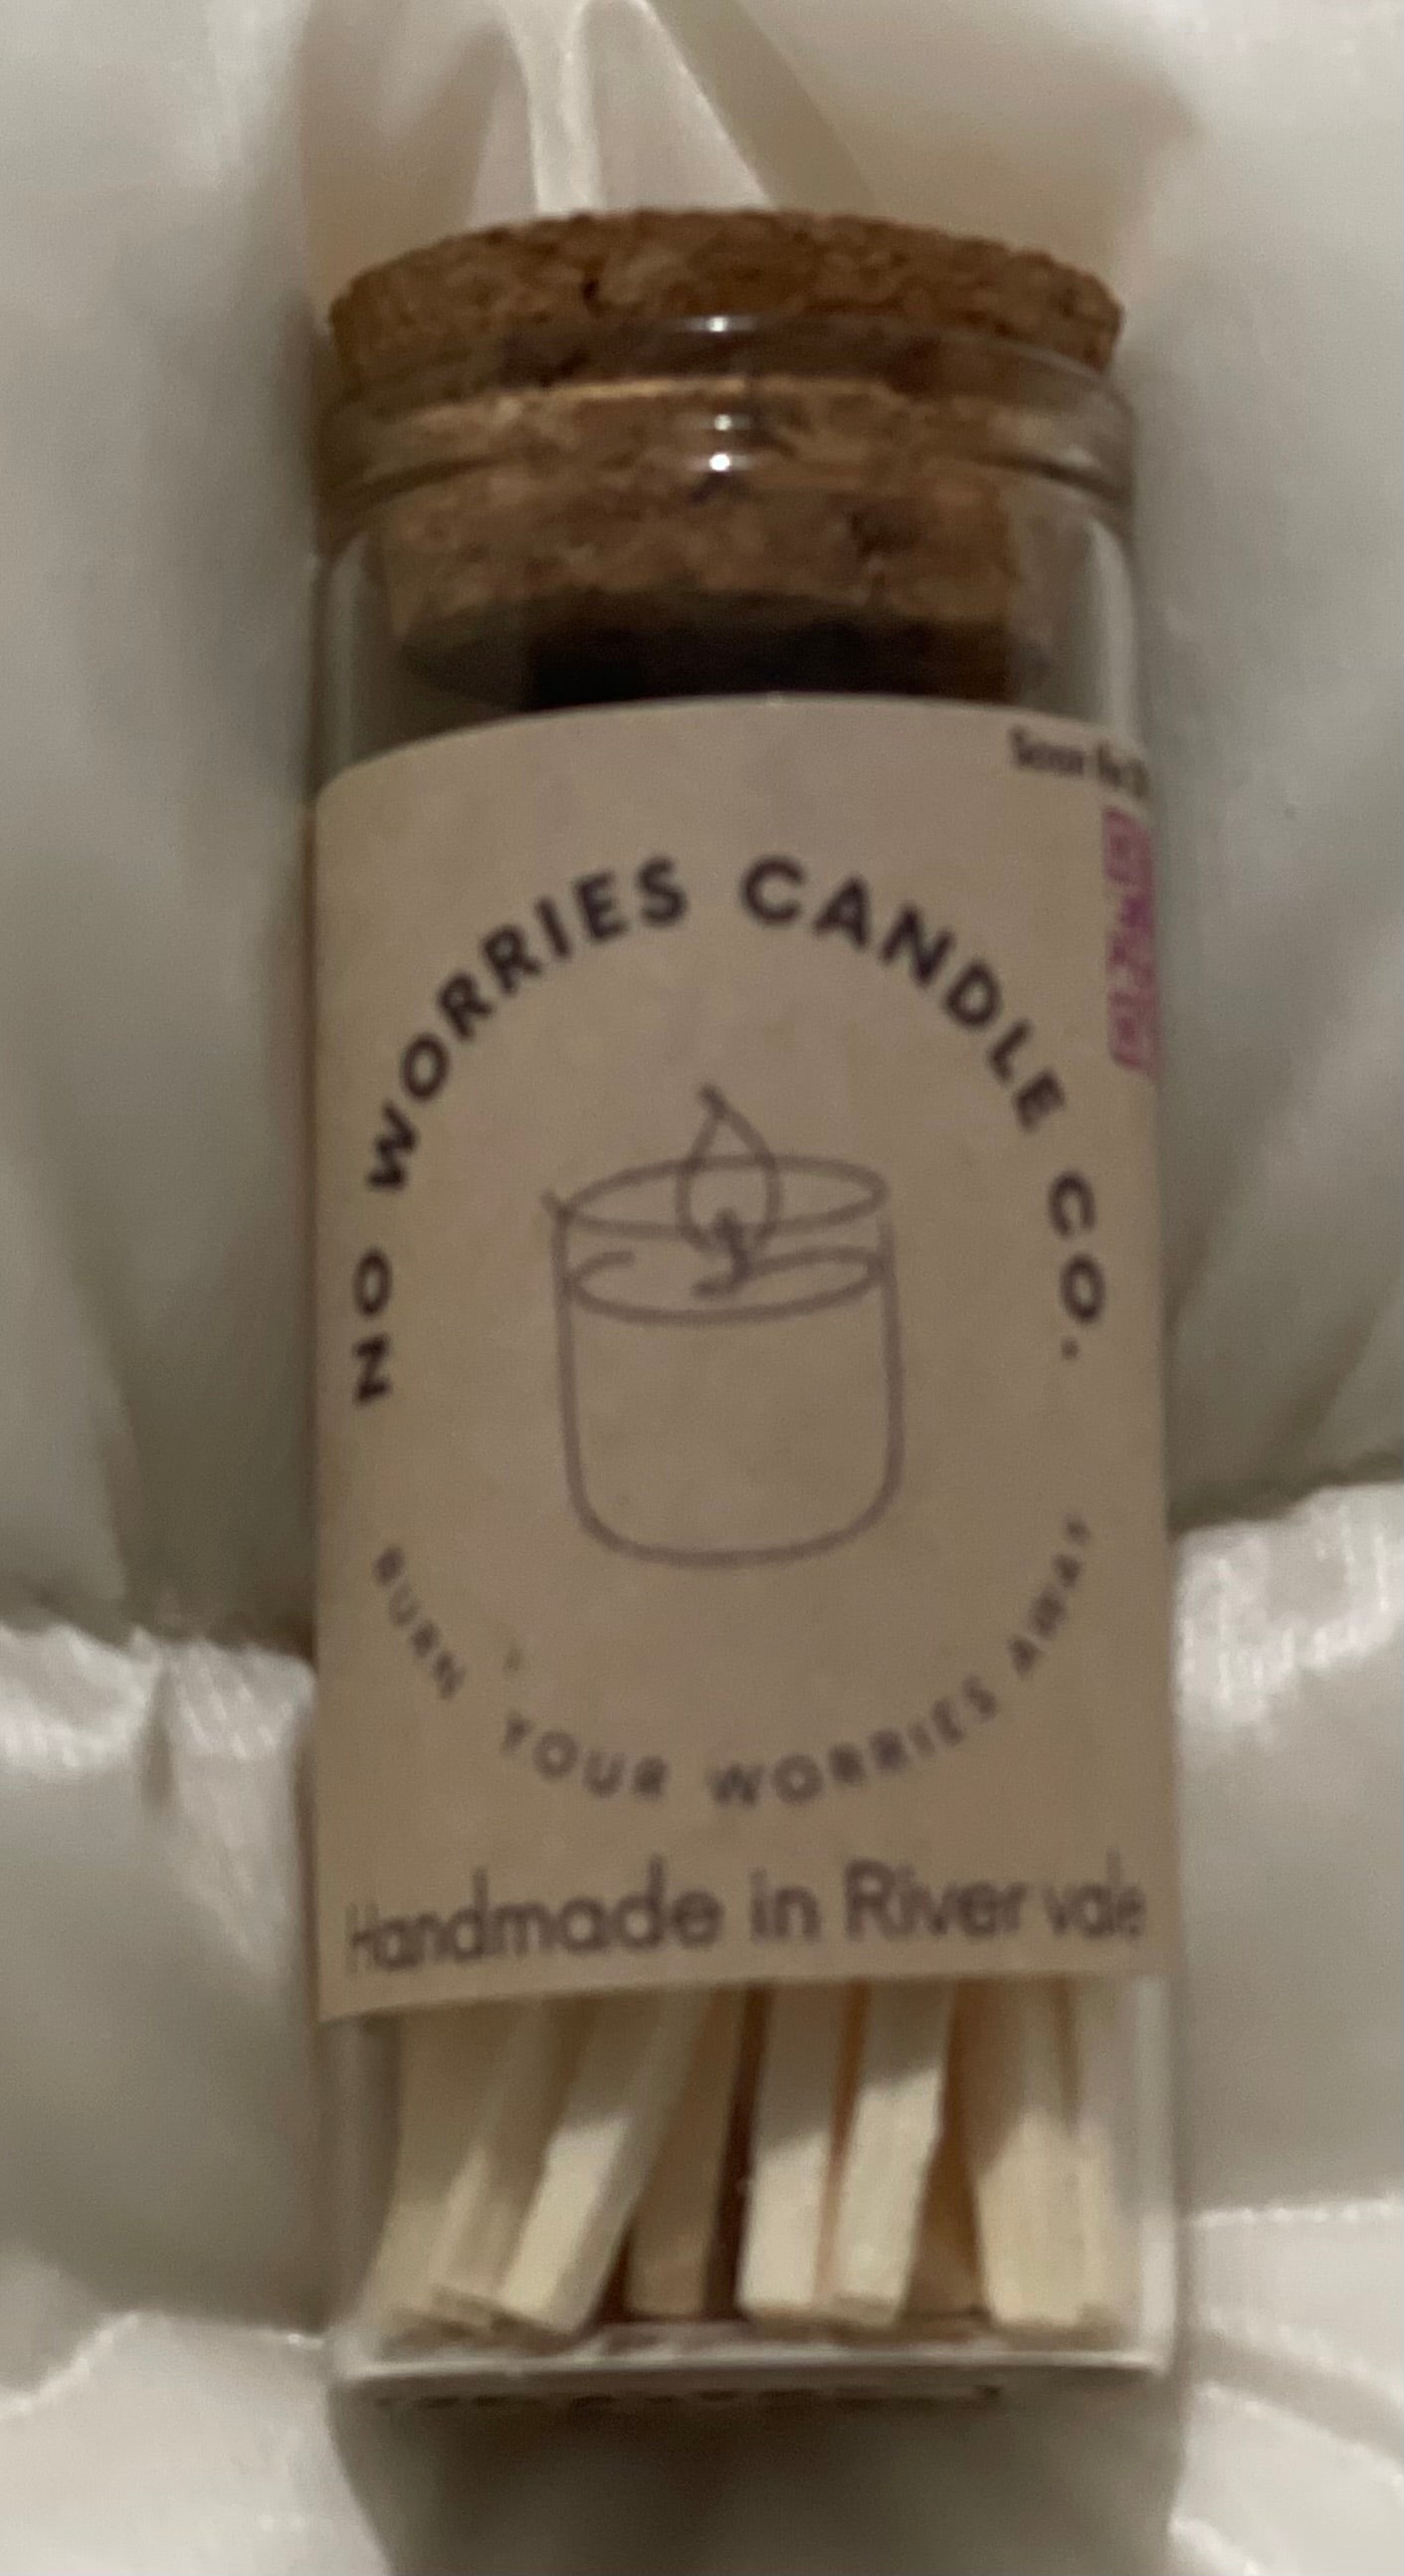 NO WORRIES CANDLE CO.
BURN YOUR WORRIES AWAY
Handmade in River vale